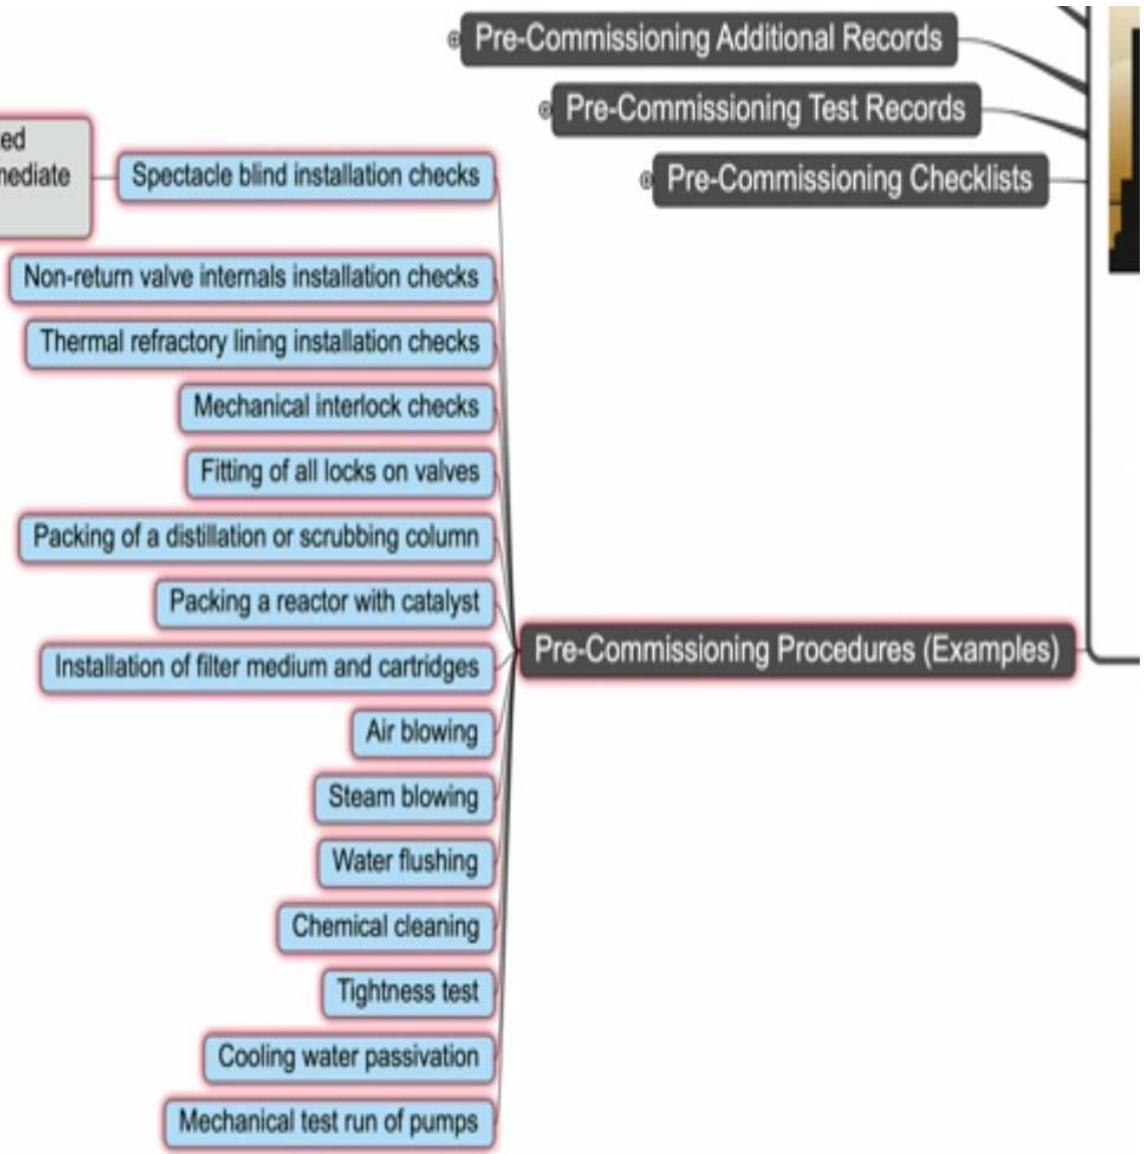 Pre-Commissioning Additional Records
Pre-Commissioning Test Records
Pre-Commissioning Checklists
Spectacle blind installation checks
Non-return valve internals installation checks
Thermal refractory lining installation checks
Mechanical interlock checks
Fitting of all locks on valves
Packing of a distillation or scrubbing column
Packing a reactor with catalyst
Installation of filter medium and cartridges
Pre-Commissioning Procedures (Examples)
Air blowing
Steam blowing
Water flushing
Chemical cleaning
Tightness test
Cooling water passivation
Mechanical test run of pumps